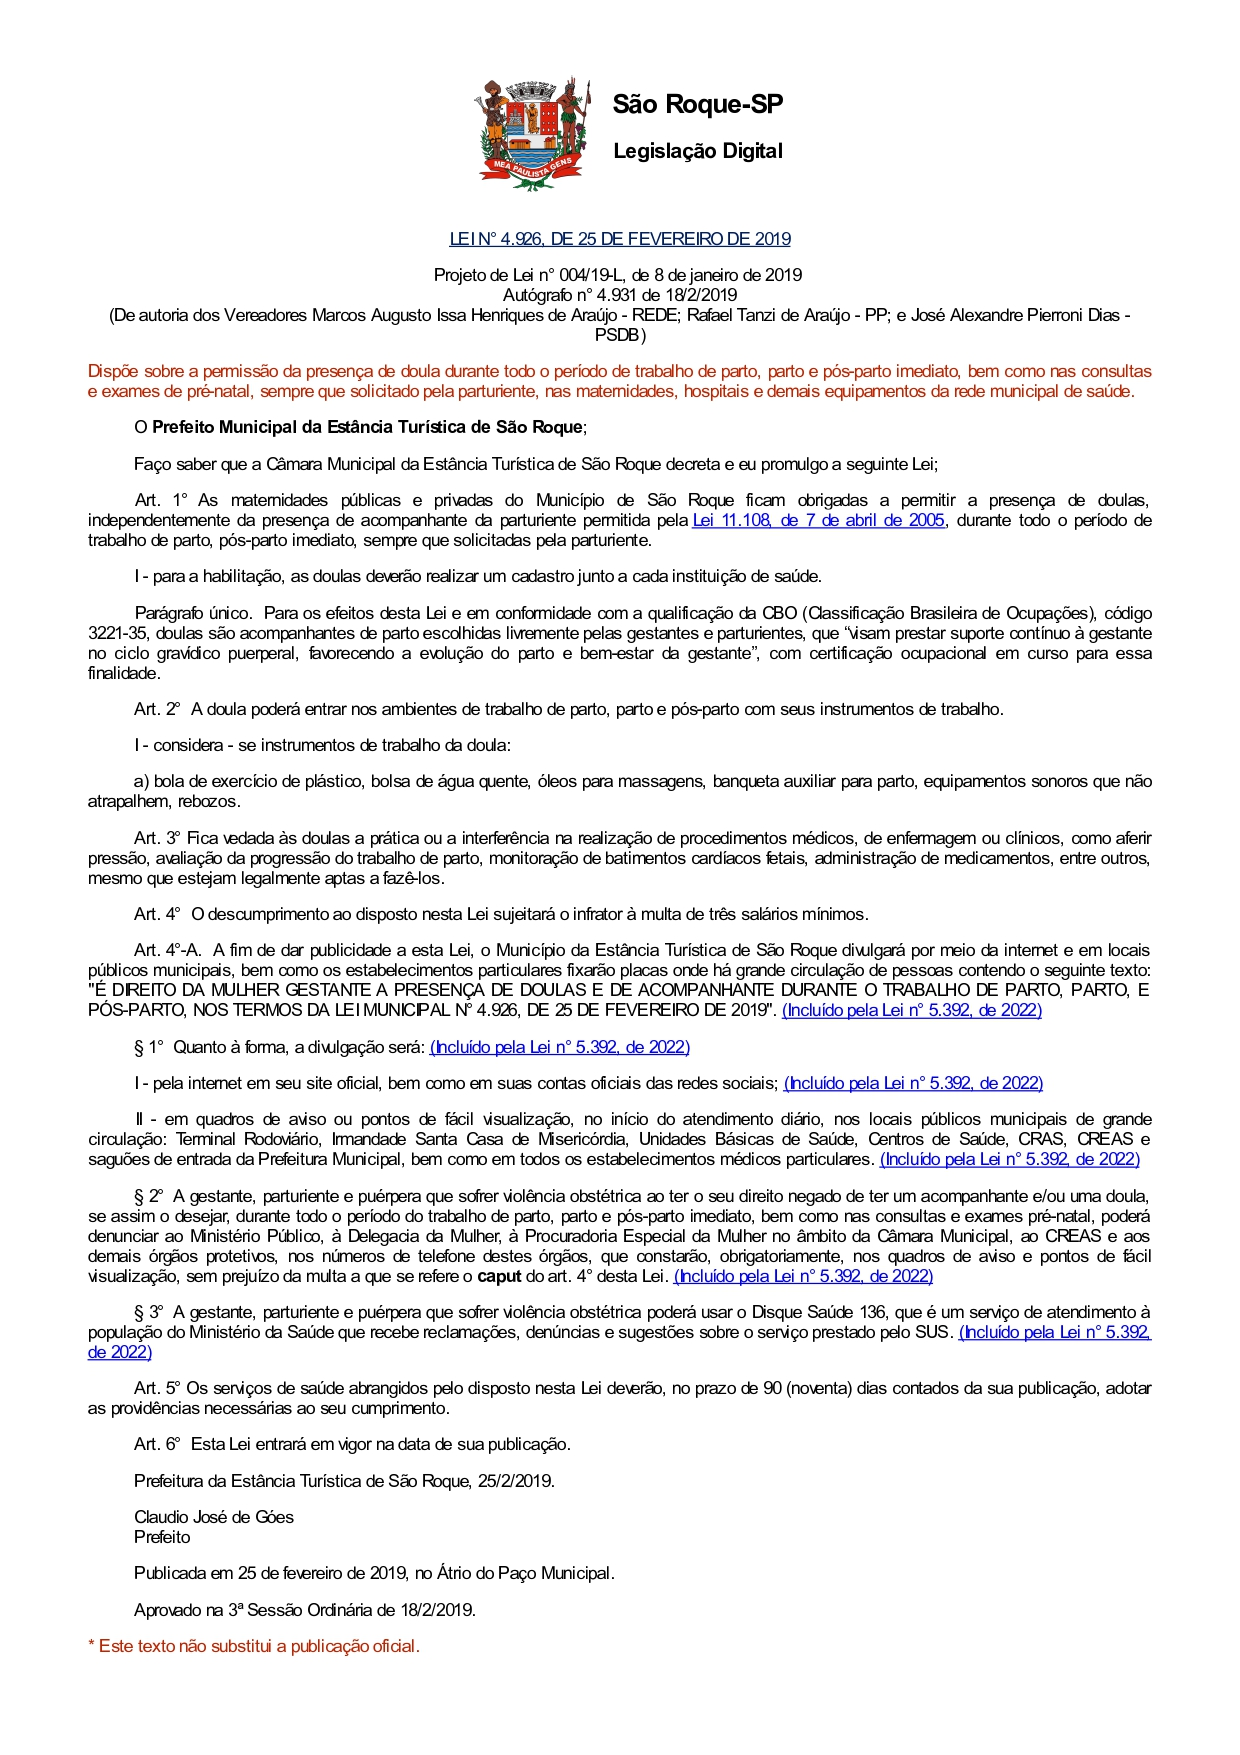 MEA PAULISTA GENS
São Roque-SP
Legislação Digital
LEI N° 4.926, DE 25 DE FEVEREIRO DE 2019
Projeto de Lei n° 004/19-L, de 8 de janeiro de 2019
Autógrafo n° 4.931 de 18/2/2019
(De autoria dos Vereadores Marcos Augusto Issa Henriques de Araújo - REDE; Rafael Tanzi de Araújo - PP; e José Alexandre Pierroni Dias -
PSDB)
Dispõe sobre a permissão da presença de doula durante todo o período de trabalho de parto, parto e pós-parto imediato, bem como nas consultas
e exames de pré-natal, sempre que solicitado pela parturiente, nas maternidades, hospitais e demais equipamentos da rede municipal de saúde.
O Prefeito Municipal da Estância Turística de São Roque;
Faço saber que a Câmara Municipal da Estância Turística de São Roque decreta e eu promulgo a seguinte Lei;
Art. 1° As maternidades públicas e privadas do Município de São Roque ficam obrigadas a permitir a presença de doulas,
independentemente da presença de acompanhante da parturiente permitida pela Lei 11.108, de 7 de abril de 2005, durante todo o período de
trabalho de parto, pós-parto imediato, sempre que solicitadas pela parturiente.
I - para a habilitação, as doulas deverão realizar um cadastro junto a cada instituição de saúde.
Parágrafo único. Para os efeitos desta Lei e em conformidade com a qualificação da CBO (Classificação Brasileira de Ocupações), código
3221-35, doulas são acompanhantes de parto escolhidas livremente pelas gestantes e parturientes, que “visam prestar suporte contínuo à gestante
no ciclo gravídico puerperal, favorecendo a evolução do parto e bem-estar da gestante”, com certificação ocupacional em curso para essa
finalidade.
Art. 2° A doula poderá entrar nos ambientes de trabalho de parto, parto e pós-parto com seus instrumentos de trabalho.
I - considera - se instrumentos de trabalho da doula:
a) bola de exercício de plástico, bolsa de água quente, óleos para massagens, banqueta auxiliar para parto, equipamentos sonoros que não
atrapalhem, rebozos.
Art. 3° Fica vedada às doulas a prática ou a interferência na realização de procedimentos médicos, de enfermagem ou clínicos, como aferir
pressão, avaliação da progressão do trabalho de parto, monitoração de batimentos cardíacos fetais, administração de medicamentos, entre outros,
mesmo que estejam legalmente aptas a fazê-los.
Art. 4° O descumprimento ao disposto nesta Lei sujeitará o infrator à multa de três salários mínimos.
Art. 4°-A. A fim de dar publicidade a esta Lei, o Município da Estância Turística de São Roque divulgará por meio da internet e em locais
públicos municipais, bem como os estabelecimentos particulares fixarão placas onde há grande circulação de pessoas contendo o seguinte texto:
"É DIREITO DA MULHER GESTANTE A PRESENÇA DE DOULAS E DE ACOMPANHANTE DURANTE O TRABALHO DE PARTO, PARTO, E
PÓS-PARTO, NOS TERMOS DA LEI MUNICIPAL N° 4.926, DE 25 DE FEVEREIRO DE 2019". (Incluído pela Lei n° 5.392, de 2022)
§ 1° Quanto à forma, a divulgação será: (Incluído pela Lei n° 5.392, de 2022)
I - pela internet em seu site oficial, bem como em suas contas oficiais das redes sociais; (Incluído pela Lei n° 5.392, de 2022)
II - em quadros de aviso ou pontos de fácil visualização, no início do atendimento diário, nos locais públicos municipais de grande
circulação: Terminal Rodoviário, Irmandade Santa Casa de Misericórdia, Unidades Básicas de Saúde, Centros de Saúde, CRAS, CREAS e
saguões de entrada da Prefeitura Municipal, bem como em todos os estabelecimentos médicos particulares. (Incluído pela Lei n° 5.392, de 2022)
§ 2° A gestante, parturiente e puérpera que sofrer violência obstétrica ao ter o seu direito negado de ter um acompanhante e/ou uma doula,
se assim o desejar, durante todo o período do trabalho de parto, parto e pós-parto imediato, bem como nas consultas e exames pré-natal, poderá
denunciar ao Ministério Público, à Delegacia da Mulher, à Procuradoria Especial da Mulher no âmbito da Câmara Municipal, ao CREAS e aos
demais órgãos protetivos, nos números de telefone destes órgãos, que constarão, obrigatoriamente, nos quadros de aviso e pontos de fácil
visualização, sem prejuízo da multa a que se refere o caput do art. 4° desta Lei. (Incluído pela Lei n° 5.392, de 2022)
§ 3° A gestante, parturiente e puérpera que sofrer violência obstétrica poderá usar o Disque Saúde 136, que é um serviço de atendimento à
população do Ministério da Saúde que recebe reclamações, denúncias e sugestões sobre o serviço prestado pelo SUS. (Incluído pela Lei n° 5.392,
de 2022)
Art. 5° Os serviços de saúde abrangidos pelo disposto nesta Lei deverão, no prazo de 90 (noventa) dias contados da sua publicação, adotar
as providências necessárias ao seu cumprimento.
Art. 6° Esta Lei entrará em vigor na data de sua publicação.
Prefeitura da Estância Turística de São Roque, 25/2/2019.
Claudio José de Góes
Prefeito
Publicada em 25 de fevereiro de 2019, no Átrio do Paço Municipal.
Aprovado na 3ª Sessão Ordinária de 18/2/2019.
* Este texto não substitui a publicação oficial.